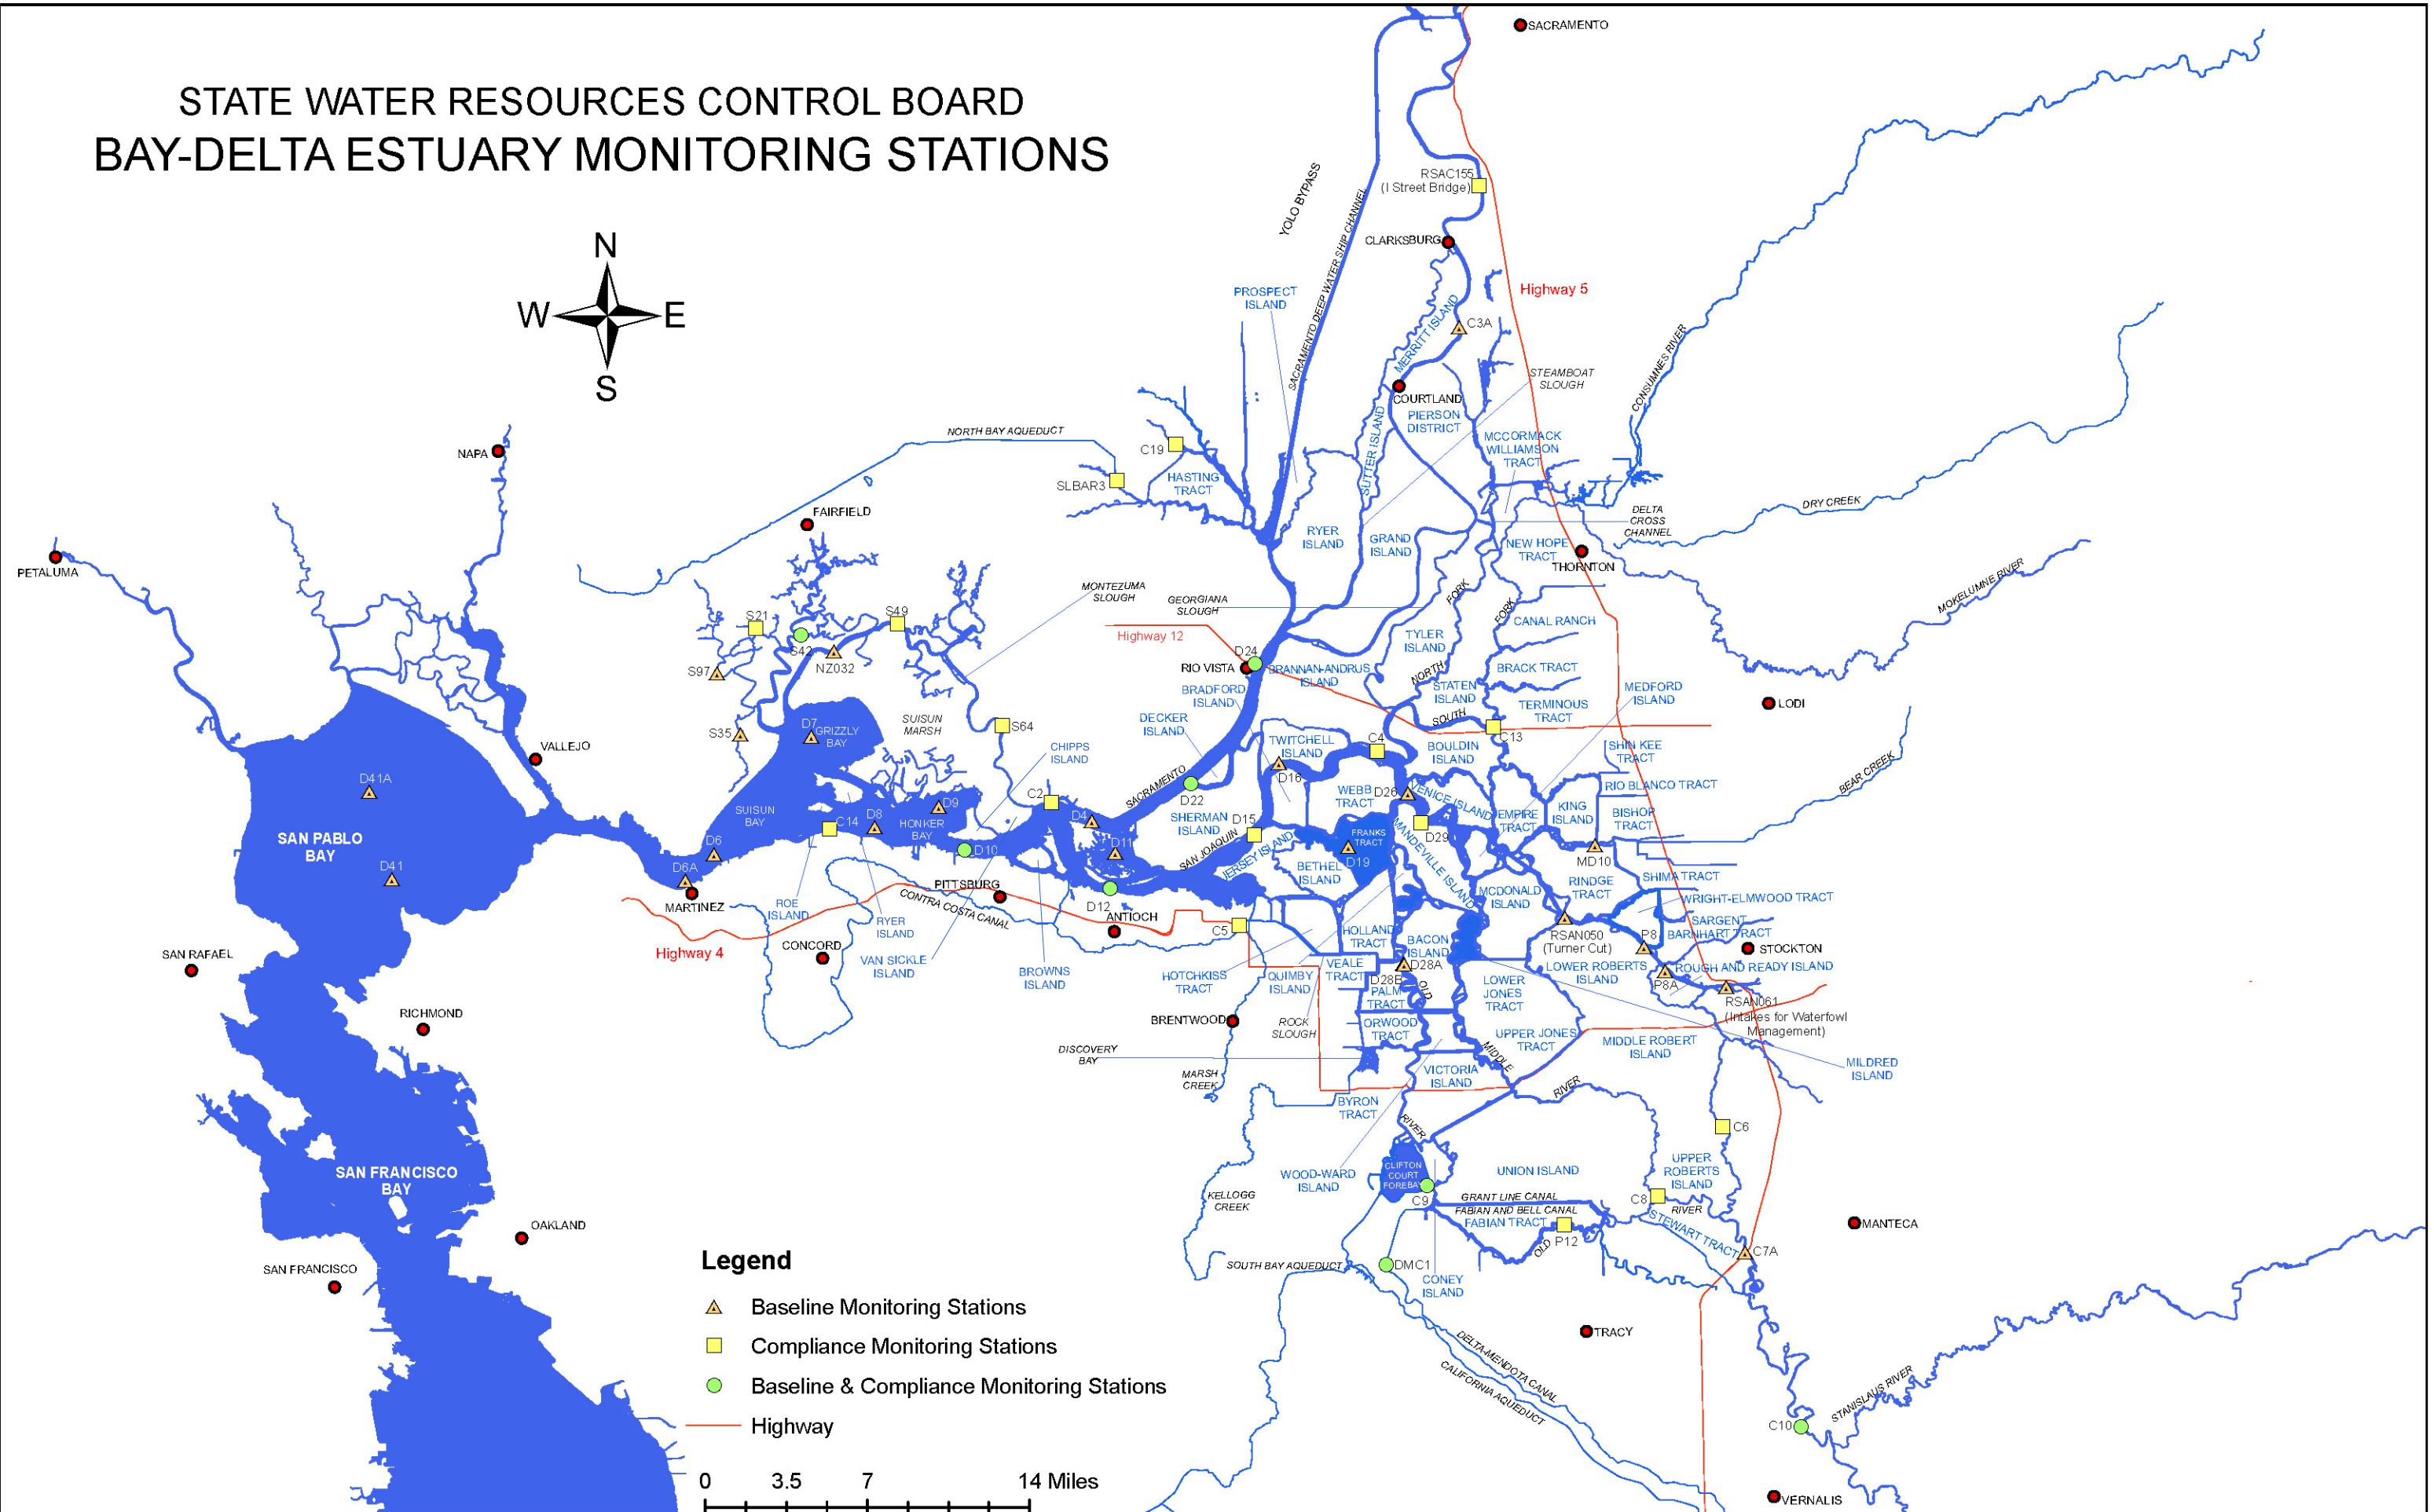 STATE WATER RESOURCES CONTROL BOARD
BAY-DELTA ESTUARY MONITORING STATIONS
N
W
E
S
SACRAMENTO
RSAC155
(I Street Bridge)
YOLO BYPASS
SACRAMENTO DEEP WATER SHIP CHANNEL
CLARKSBURG
PROSPECT
ISLAND
Highway 5
C3A
MERRITT ISLAND
CONSUMNES RIVER
STEAMBOAT
SLOUGH
COURTLAND
PIERSON
DISTRICT
SUTTER ISLAND
MCCORMACK
WILLIAMSON
TRACT
NORTH BAY AQUEDUCT
C19
SLBAR3
HASTING
TRACT
NAPA
FAIRFIELD
PETALUMA
DRY CREEK
DELTA
CROSS
CHANNEL
RYER
ISLAND
GRAND
ISLAND
NEW HOPE
TRACT
THORNTON
MOKELUMNE RIVER
MONTEZUMA
SLOUGH
GEORGIANA
SLOUGH
FORK
FORK
CANAL RANCH
S21
S49
S42
NZ032
S97
Highway 12
TYLER
ISLAND
D24
RIO VISTA
BRANNAN-ANDRUS
ISLAND
NORTH
BRACK TRACT
BRADFORD
ISLAND
STATEN
ISLAND
MEDFORD
ISLAND
LODI
TERMINOUS
TRACT
SOUTH
C13
DECKER
ISLAND
SUISUN
MARSH
S64
S35
D7
GRIZZLY
BAY
VALLEJO
CHIPPS
ISLAND
TWITCHELL
ISLAND
C4
BOULDIN
ISLAND
SHIN KEE
TRACT
D16
SACRAMENTO
D22
RIO BLANCO TRACT
BEAR CREEK
D41A
WEBB
TRACT
D26
VENICE ISLAND
C2
D9
SUISUN
BAY
C14
D8
HONKER
BAY
D4
SHERMAN
ISLAND
D15
EMPIRE
TRACT
KING
ISLAND
BISHOP
TRACT
SAN PABLO
BAY
D6
D10
D11
SAN JOAQUIN
JERSEY ISLAND
FRANKS
TRACT
D19
D29
MANDEVILLE ISLAND
MD10
D41
D6A
MARTINEZ
PITTSBURG
CONTRA COSTA CANAL
D12
ANTIOCH
BETHEL
ISLAND
MCDONALD
ISLAND
RINDGE
TRACT
SHIMA TRACT
WRIGHT-ELMWOOD TRACT
SARGENT
BARNHART TRACT
ROE
ISLAND
RYER
ISLAND
Highway 4
CONCORD
VAN SICKLE
ISLAND
BROWNS
ISLAND
C5
HOLLAND
TRACT
BACON
ISLAND
RSAN050
(Turner Cut)
P8
STOCKTON
SAN RAFAEL
HOTCHKISS
TRACT
QUIMBY
ISLAND
VEALE
TRACT
D28A
D28B
PALM
TRACT
OLD
LOWER
JONES
TRACT
LOWER ROBERTS
ISLAND
P8A
ROUGH AND READY ISLAND
RSAN061
(Intakes for Waterfowl
Management)
RICHMOND
BRENTWOOD
ROCK
SLOUGH
ORWOOD
TRACT
UPPER JONES
TRACT
MIDDLE ROBERT
ISLAND
DISCOVERY
BAY
MARSH
CREEK
VICTORIA
ISLAND
MIDDLE
RIVER
MILDRED
ISLAND
BYRON
TRACT
RIVER
C6
SAN FRANCISCO
BAY
WOOD-WARD
ISLAND
CLIFTON
COURT
FOREBAY
C9
UNION ISLAND
UPPER
ROBERTS
ISLAND
KELLOGG
CREEK
GRANT LINE CANAL
FABIAN AND BELL CANAL
FABIAN TRACT
P12
OLD
C8
RIVER
STEWART TRACT
C7A
MANTECA
OAKLAND
SAN FRANCISCO
SOUTH BAY AQUEDUCT
DMC1
CONEY
ISLAND
TRACY
DELTA-MENDOTA CANAL
CALIFORNIA AQUEDUCT
STANISLAUS RIVER
C10
VERNALIS
Legend
Baseline Monitoring Stations
Compliance Monitoring Stations
Baseline & Compliance Monitoring Stations
Highway
0 3.5 7 14 Miles